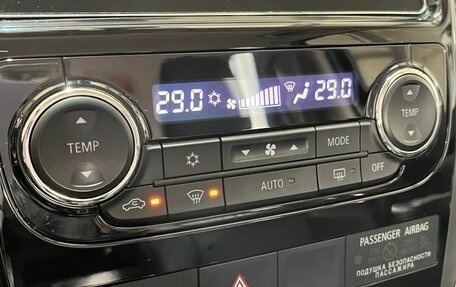 29.0 29.0
TEMP
TEMP
MODE
AUTO OFF
PASSENGER AIRBAG
ПОДУШКА БЕЗОПАСНОСТИ
ПАССАЖИРА